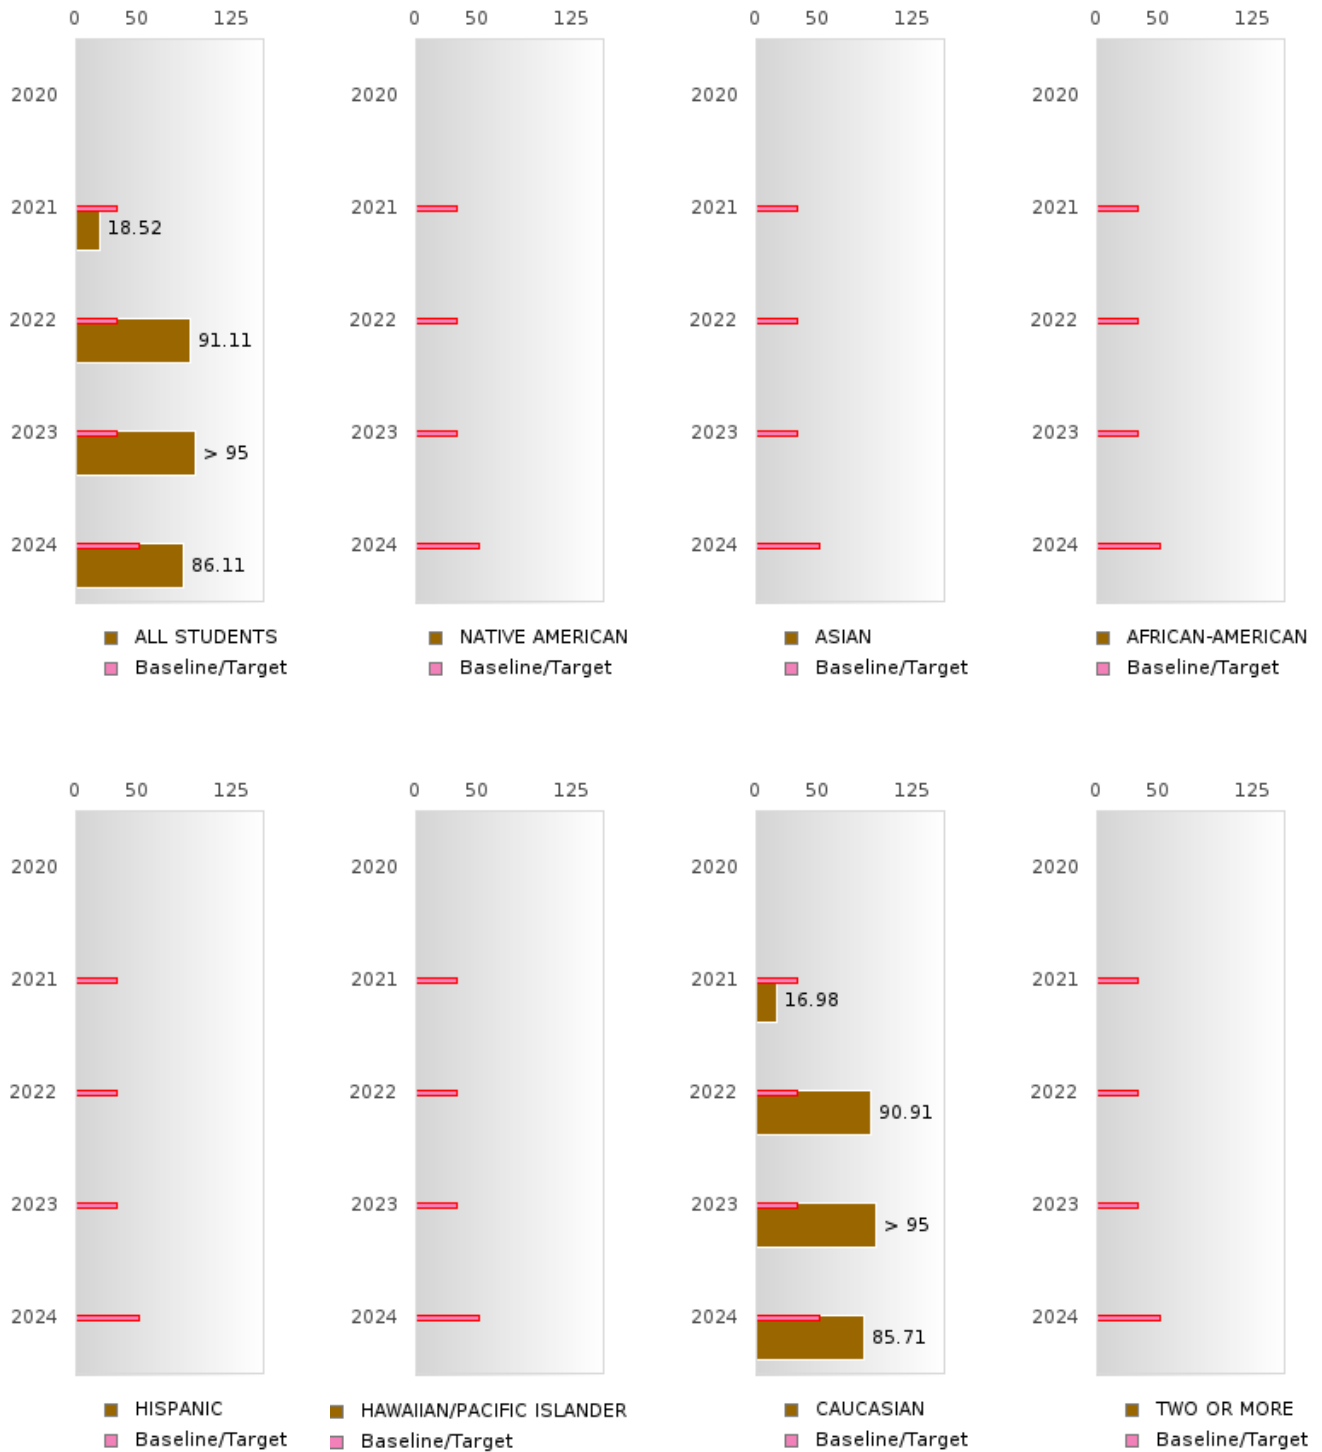 0 50 125 0 50 125 0 50 125 0 50 125
2020 2020 2020 2020
2021 2021 2021 2021
18.52
2022 2022 2022 2022
91.11
2023 2023 2023 2023
> 95
2024 2024 2024 2024
86.11
ALL STUDENTS NATIVE AMERICAN ASIAN AFRICAN-AMERICAN
Baseline/Target Baseline/Target Baseline/Target Baseline/Target
0 50 125 0 50 125 0 50 125 0 50 125
2020 2020 2020 2020
2021 2021 2021 2021
16.98
2022 2022 2022 2022
90.91
2023 2023 2023 2023
> 95
2024 2024 2024 2024
85.71
HISPANIC HAWAIIAN/PACIFIC ISLANDER CAUCASIAN TWO OR MORE
Baseline/Target Baseline/Target Baseline/Target Baseline/Target